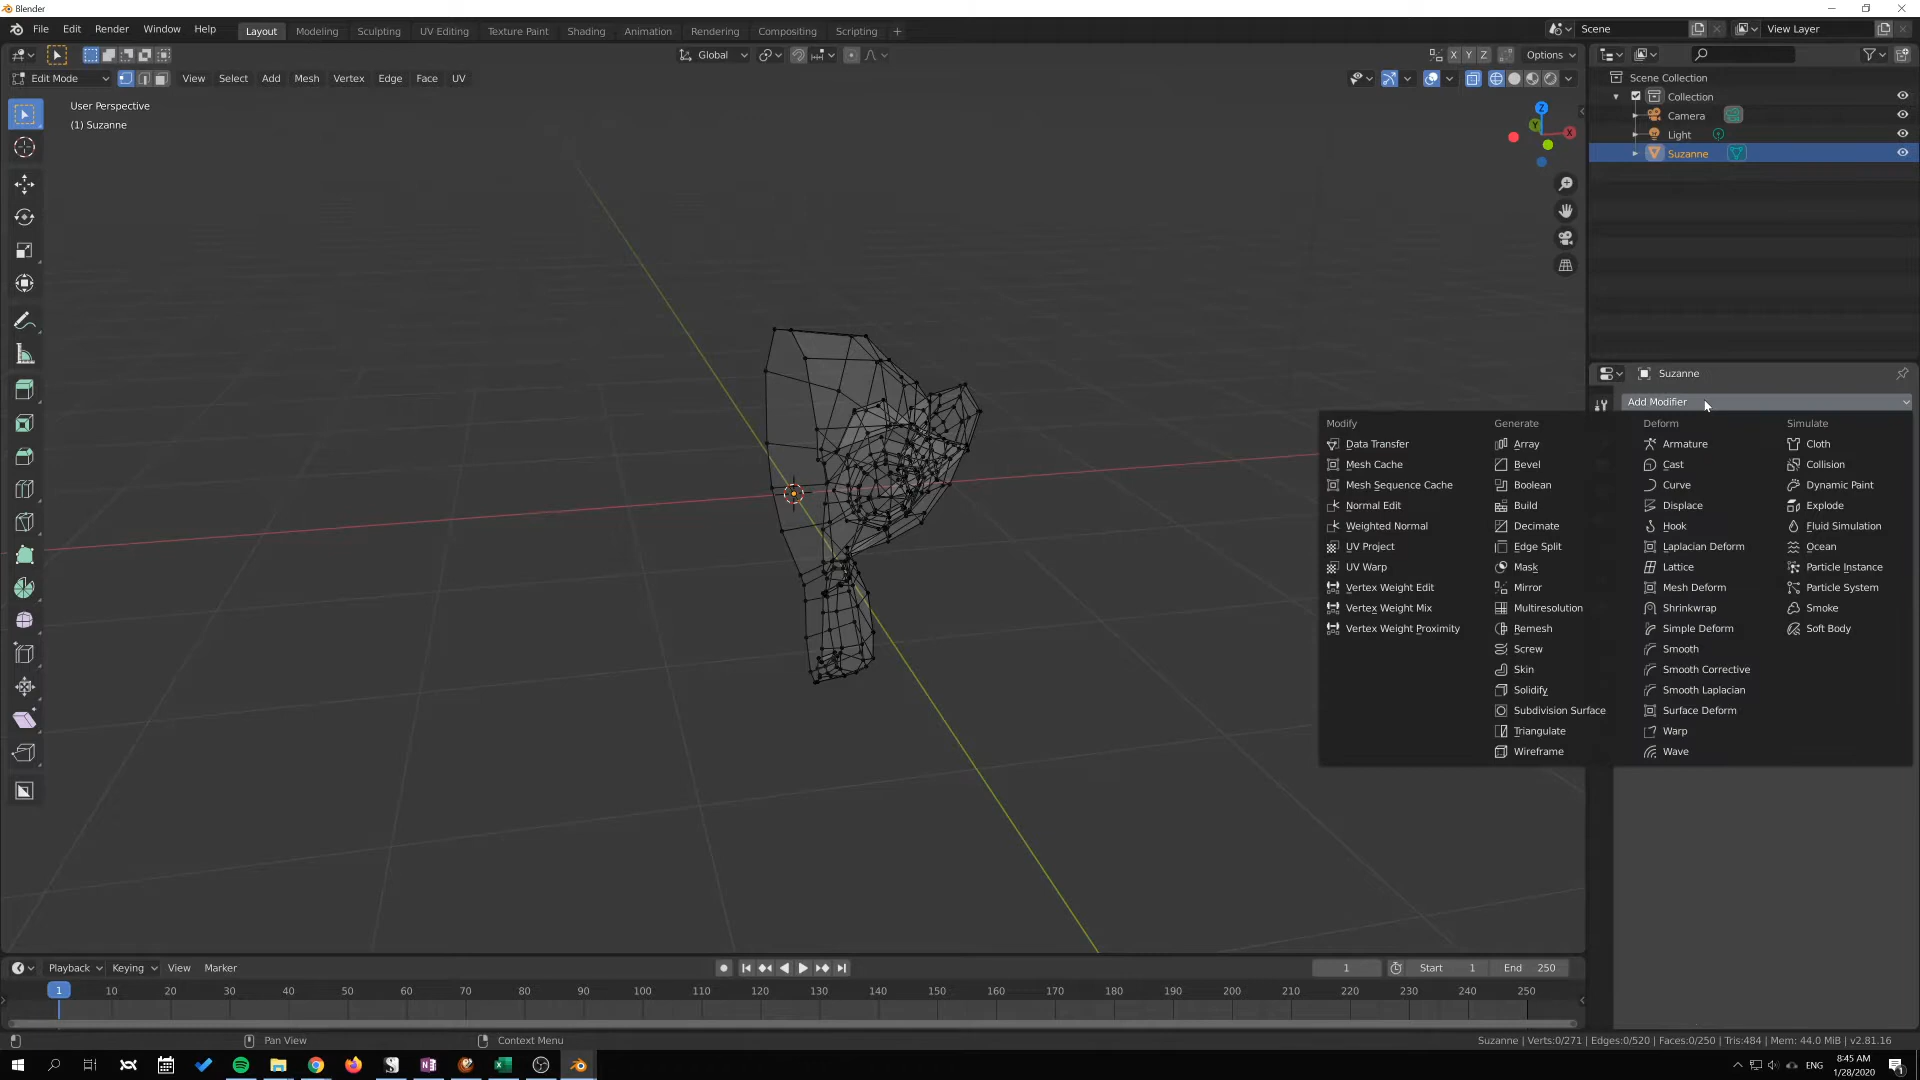 Blender
File Edit Render Window Help Layout Modeling Sculpting UV Editing Texture Paint Shading Animation Rendering Compositing Scripting + Scene View Layer
Global X Y Z Options
Edit Mode View Select Add Mesh Vertex Edge Face UV
User Perspective
(1) Suzanne
Z
Y
X
Scene Collection
Collection
Camera
Light
Suzanne
Suzanne
Add Modifier
Modify
Data Transfer
Mesh Cache
Mesh Sequence Cache
Normal Edit
Weighted Normal
UV Project
UV Warp
Vertex Weight Edit
Vertex Weight Mix
Vertex Weight Proximity
Generate
Array
Bevel
Boolean
Build
Decimate
Edge Split
Mask
Mirror
Multiresolution
Remesh
Screw
Skin
Solidify
Subdivision Surface
Triangulate
Wireframe
Deform
Armature
Cast
Curve
Displace
Hook
Laplacian Deform
Lattice
Mesh Deform
Shrinkwrap
Simple Deform
Smooth
Smooth Corrective
Smooth Laplacian
Surface Deform
Warp
Wave
Simulate
Cloth
Collision
Dynamic Paint
Explode
Fluid Simulation
Ocean
Particle Instance
Particle System
Smoke
Soft Body
Playback Keying View Marker 1 Start 1 End 250
1 10 20 30 40 50 60 70 80 90 100 110 120 130 140 150 160 170 180 190 200 210 220 230 240 250
Pan View Context Menu Suzanne | Verts:0/271 | Edges:0/520 | Faces:0/250 | Tris:484 | Mem: 44.0 MiB | v2.81.16
ENG
8:45 AM
1/28/2020